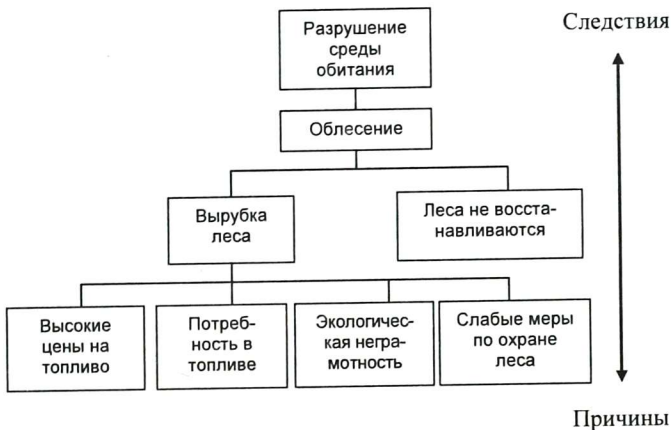 Следствия
Разрушение
среды
обитания
Облесение
Вырубка
леса
Леса не восста-
навливаются
Высокие
цены на
топливо
Потреб-
ность в
топливе
Экологичес-
кая негра-
мотность
Слабые меры
по охране
леса
Причины